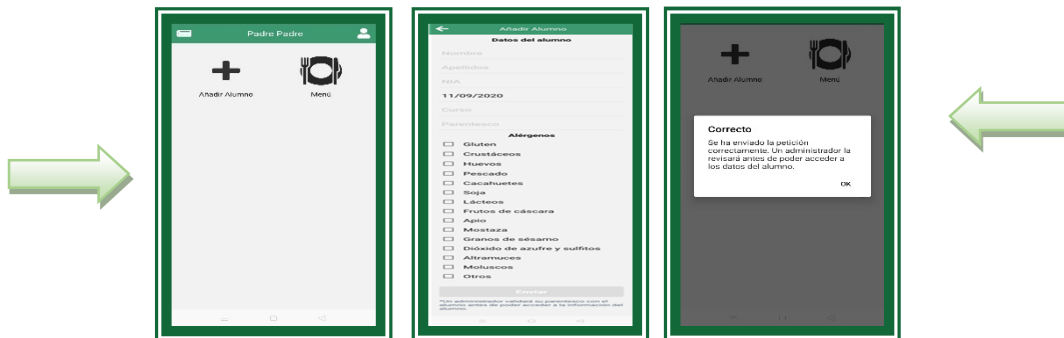 Padre Padre
Añadir Alumno
Menú
Añadir Alumno
Datos del alumno
Nombre
Apellidos
NIA
11/09/2020
Curso
Parentesco
Alérgenos
Gluten
Crustáceos
Huevos
Pescado
Cacahuetes
Soja
Lácteos
Frutos de cáscara
Apio
Mostaza
Granos de sésamo
Dióxido de azufre y sulfitos
Altramuces
Moluscos
Otros
Enviar
*Un administrador validará su parentesco con el
alumno antes de poder acceder a la información del
alumno.
Añadir Alumno
Menú
Correcto
Se ha enviado la petición
correctamente. Un administrador la
revisará antes de poder acceder a
los datos del alumno.
OK